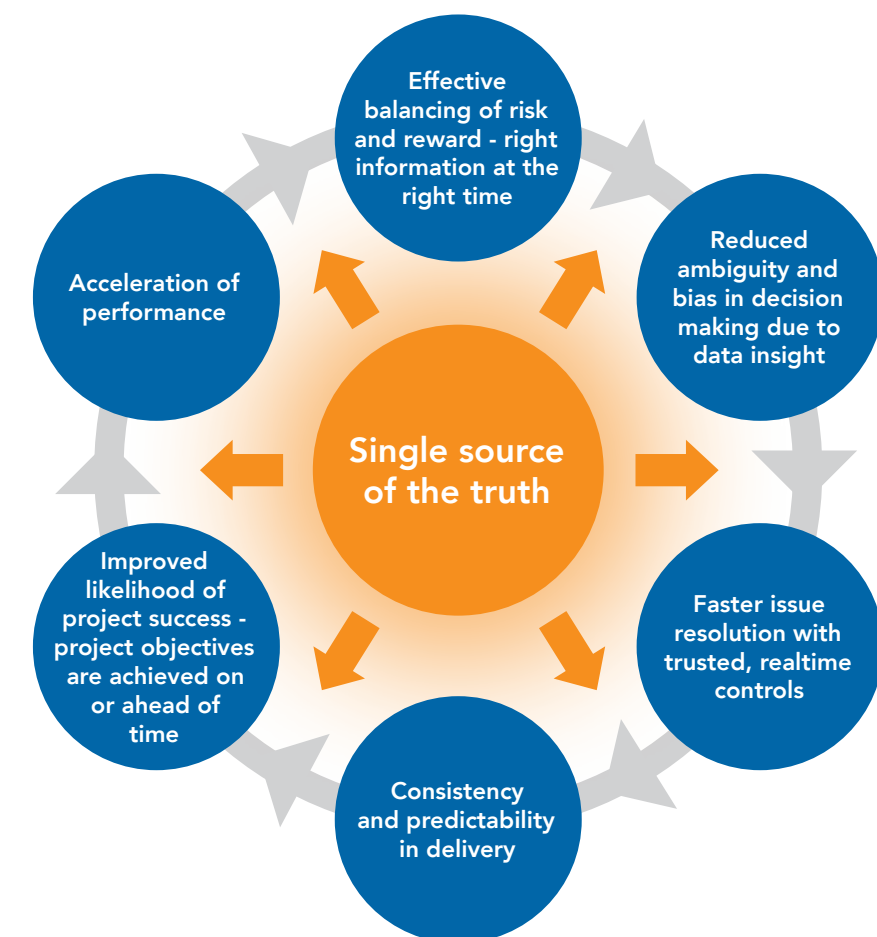 Effective
balancing of risk
and reward - right
information at the
right time
Reduced
ambiguity and
bias in decision
making due to
data insight
Faster issue
resolution with
trusted, realtime
controls
Consistency
and predictability
in delivery
Improved
likelihood of
project success -
project objectives
are achieved on
or ahead of
time
Acceleration of
performance
Single source
of the truth